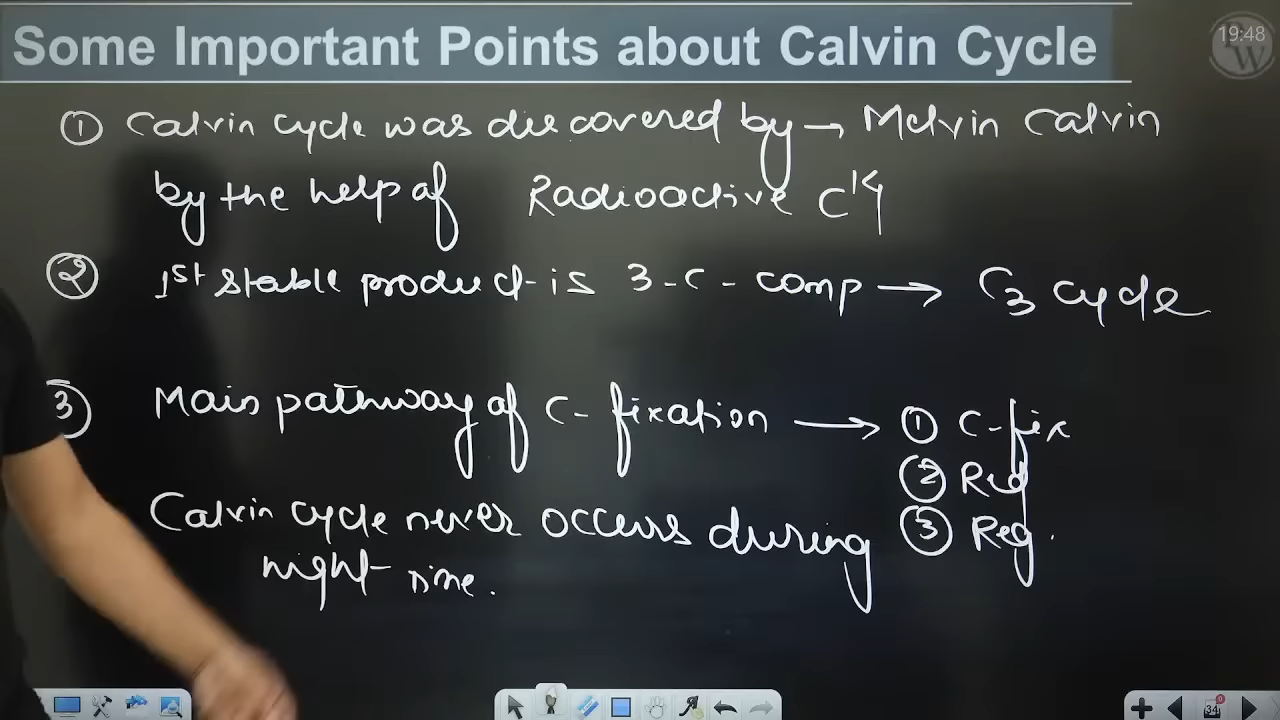 Some Important Points about Calvin Cycle
19:48
① Calvin cycle was discovered by → Melvin Calvin
by the help of Radioactive C14
② 1st stable product is 3-C-comp → C3 cycle
③ Main pathway of C-fixation → ① C-fix
② Red
③ Reg.
Calvin cycle never occurs during
night time.
34